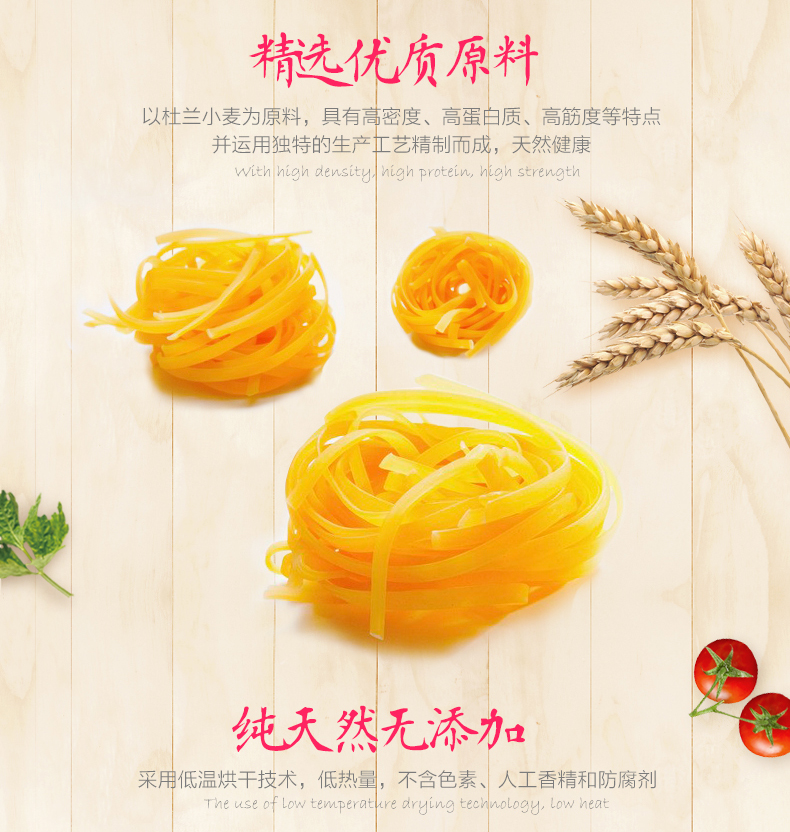 精选优质原料
以杜兰小麦为原料，具有高密度、高蛋白质、高筋度等特点
并运用独特的生产工艺精制而成，天然健康
With high density, high protein, high strength
纯天然无添加
采用低温烘干技术，低热量，不含色素、人工香精和防腐剂
The use of low temperature drying technology, low heat